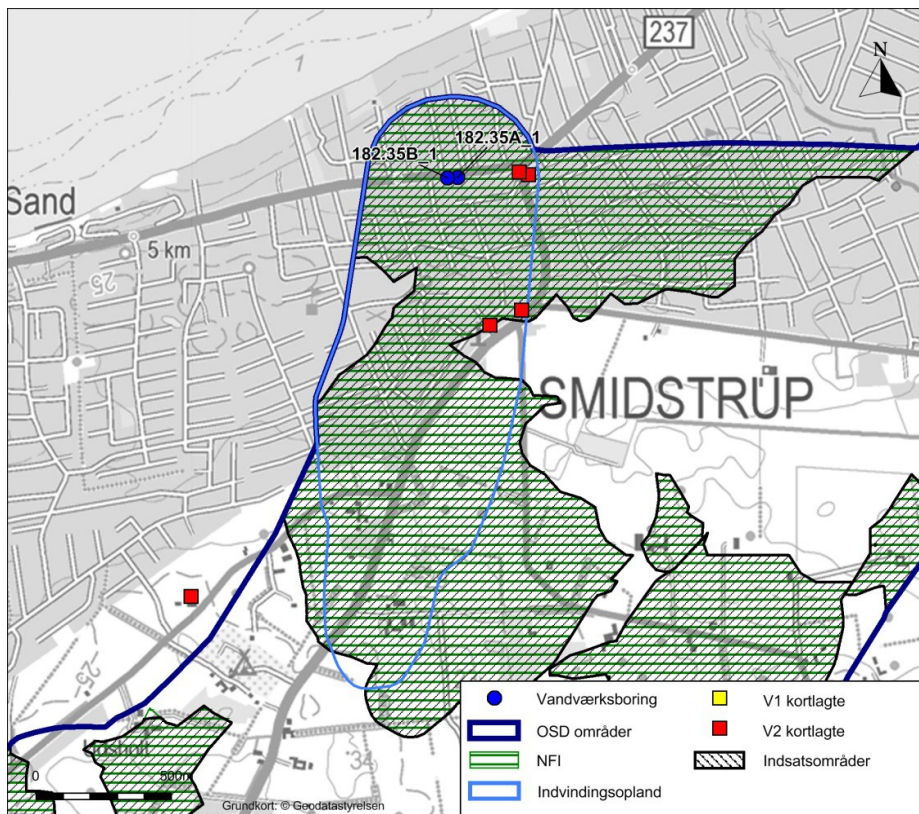 237
N
1
182.35A_1
182.35B_1
Sand
5 km
25
SMIDSTRUP
25
34
0 500m
Grundkort: © Geodatastyrelsen
Vandværksboring
OSD områder
NFI
Indvindingsopland
V1 kortlagte
V2 kortlagte
Indsatsområder